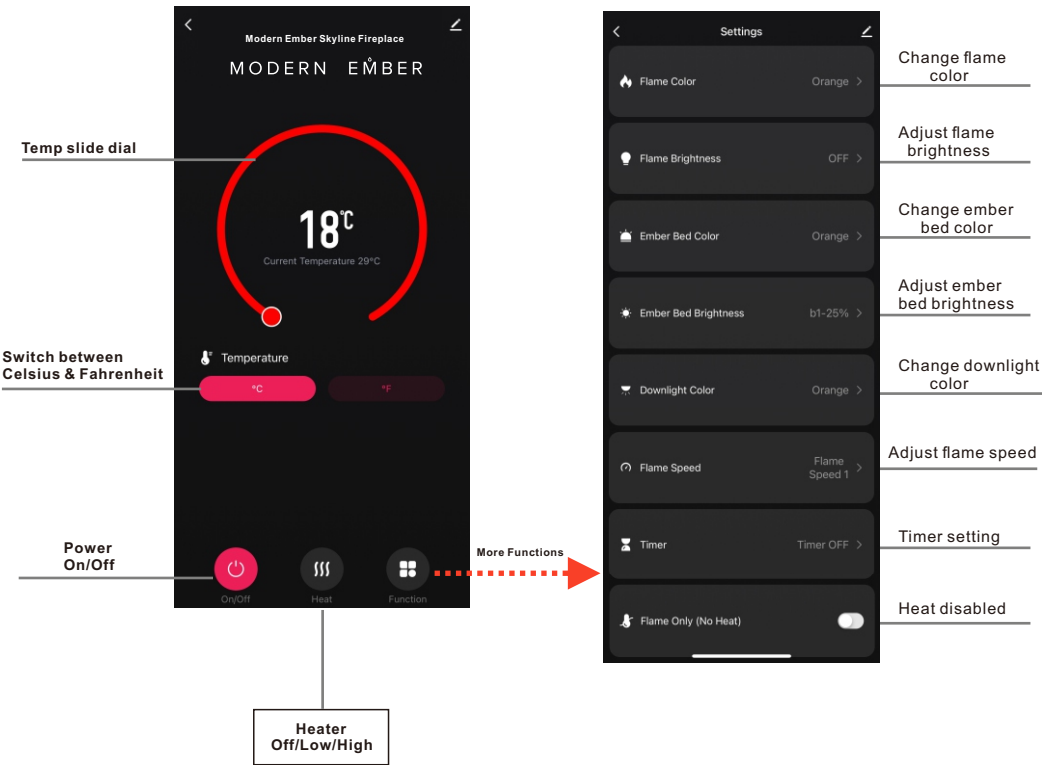 Modern Ember Skyline Fireplace
MODERN EMBER
Temp slide dial
18℃
Current Temperature 29°C
Temperature
Switch between
Celsius & Fahrenheit
°C
°F
Power
On/Off
On/Off
Heat
Function
More Functions
Heater
Off/Low/High
Settings
Flame Color
Orange
Change flame
color
Flame Brightness
OFF
Adjust flame
brightness
Ember Bed Color
Orange
Change ember
bed color
Ember Bed Brightness
b1-25%
Adjust ember
bed brightness
Downlight Color
Orange
Change downlight
color
Flame Speed
Flame
Speed 1
Adjust flame speed
Timer
Timer OFF
Timer setting
Flame Only (No Heat)
Heat disabled